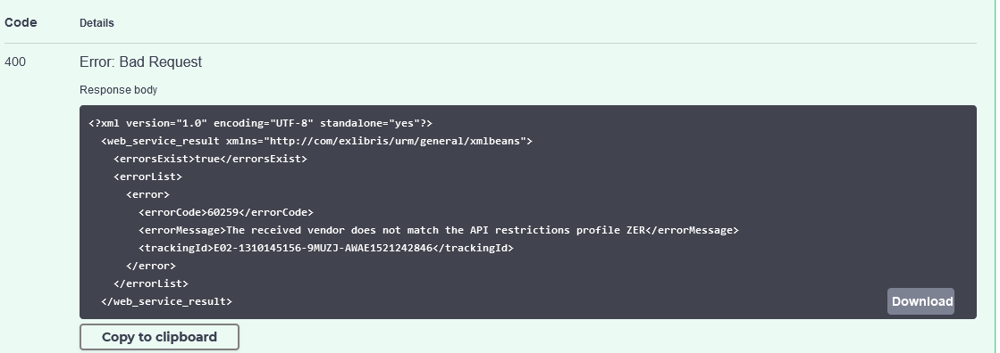 Code Details
400 Error: Bad Request
Response body
<?xml version="1.0" encoding="UTF-8" standalone="yes"?>
<web_service_result xmlns="http://com/exlibris/urm/general/xmlbeans">
<errorsExist>true</errorsExist>
<errorList>
<error>
<errorCode>60259</errorCode>
<errorMessage>The received vendor does not match the API restrictions profile ZER</errorMessage>
<trackingId>E02-1310145156-9MUZJ-AWAE1521242846</trackingId>
</error>
</errorList>
</web_service_result>
Download
Copy to clipboard